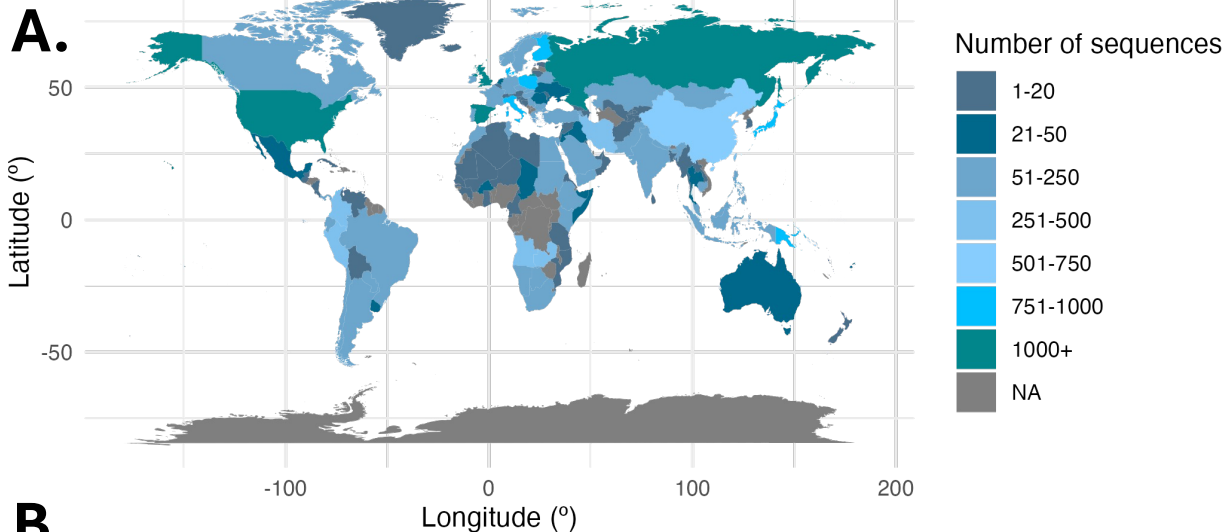 A.
Number of sequences
1-20
21-50
51-250
251-500
501-750
751-1000
1000+
NA
Latitude (º)
50
0
-50
-100
0
100
200
Longitude (º)
B